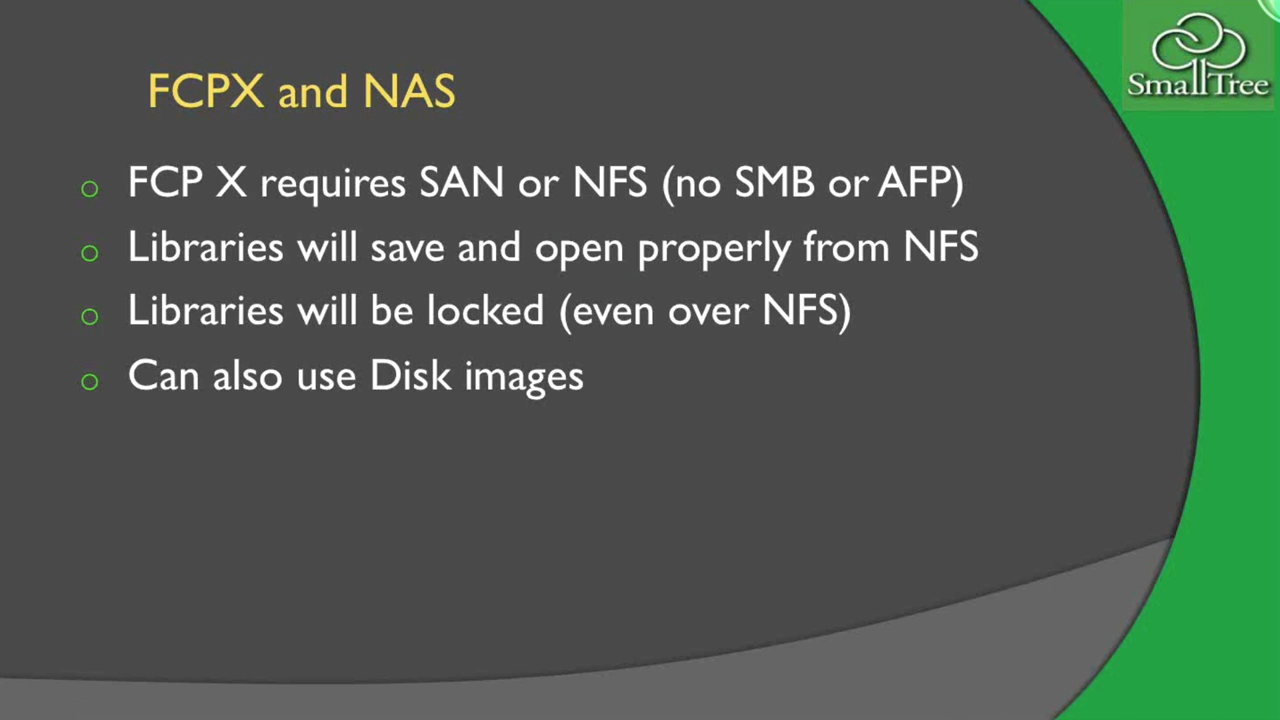 FCPX and NAS
SmallTree
o FCP X requires SAN or NFS (no SMB or AFP)
o Libraries will save and open properly from NFS
o Libraries will be locked (even over NFS)
o Can also use Disk images